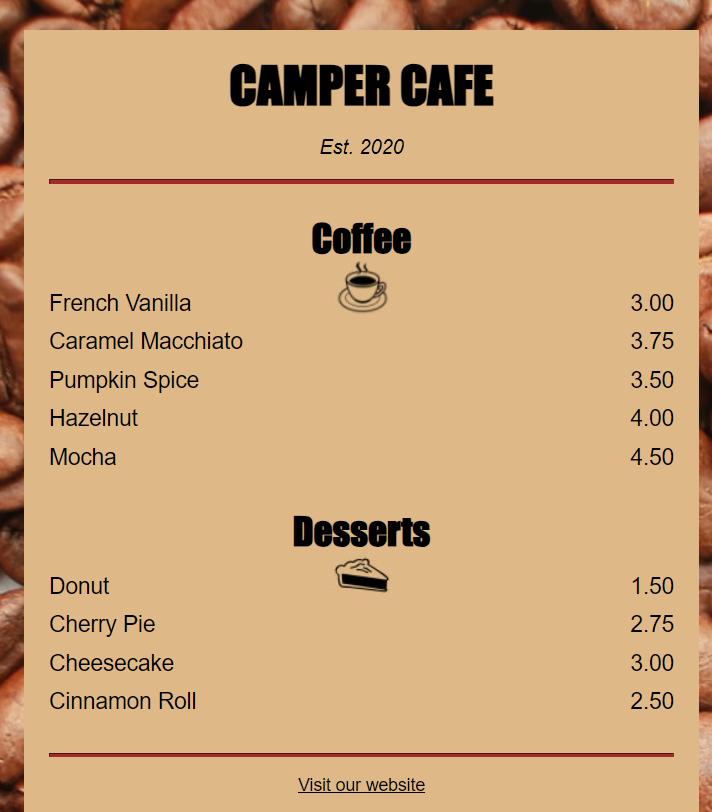 CAMPER CAFE
Est. 2020
Coffee
French Vanilla 3.00
Caramel Macchiato 3.75
Pumpkin Spice 3.50
Hazelnut 4.00
Mocha 4.50
Desserts
Donut 1.50
Cherry Pie 2.75
Cheesecake 3.00
Cinnamon Roll 2.50
Visit our website